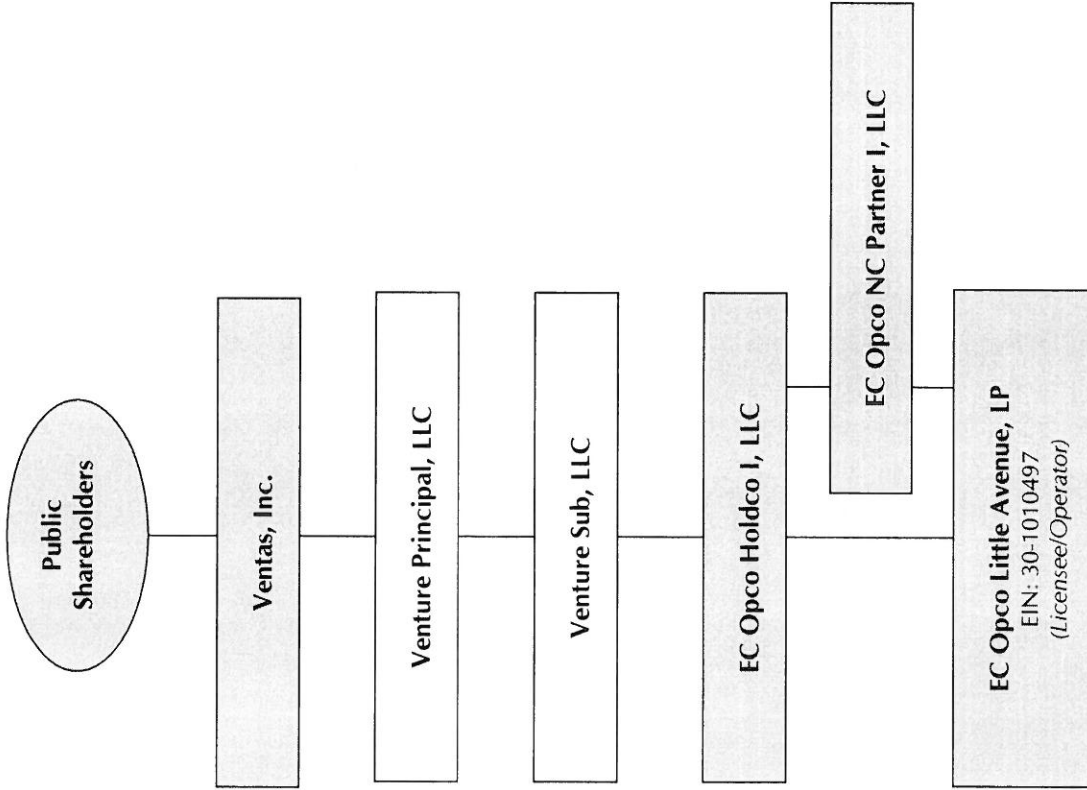 Public
Shareholders
Ventas, Inc.
Venture Principal, LLC
Venture Sub, LLC
EC Opco Holdco I, LLC
EC Opco NC Partner I, LLC
EC Opco Little Avenue, LP
EIN: 30-1010497
(Licensee/Operator)